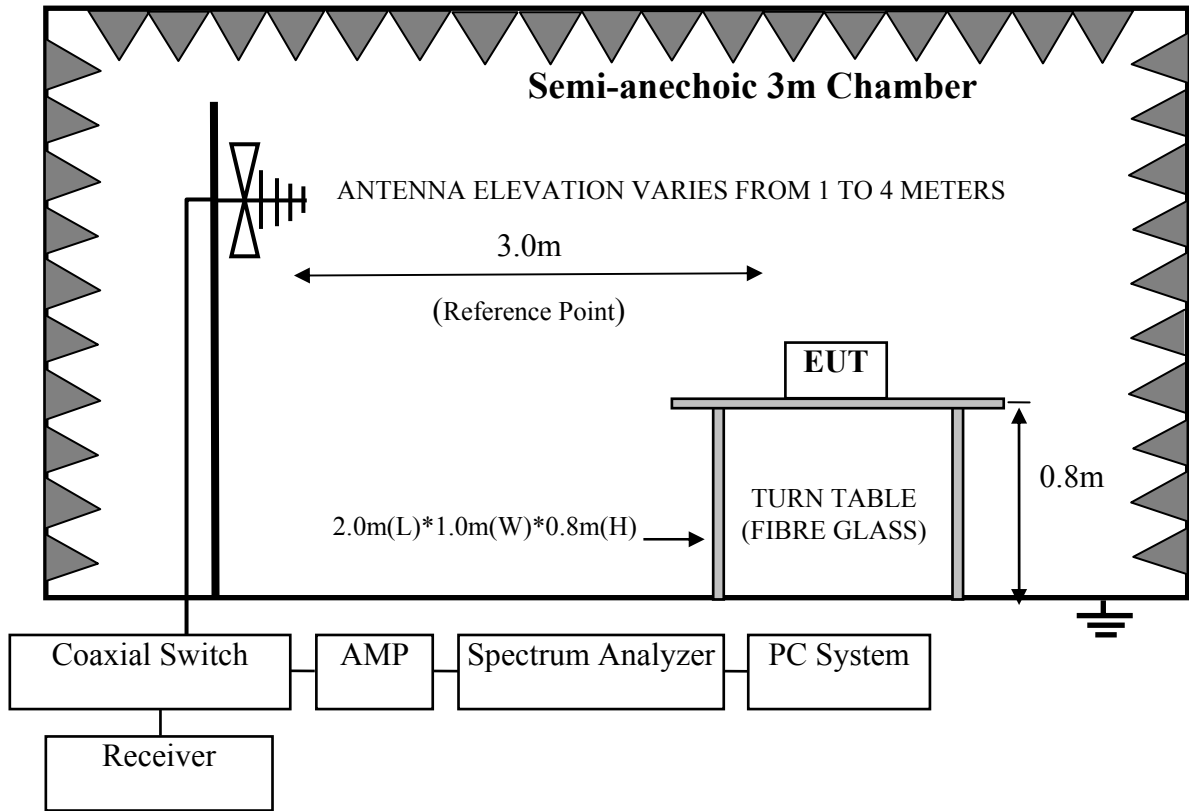 Semi-anechoic 3m Chamber
ANTENNA ELEVATION VARIES FROM 1 TO 4 METERS
3.0m
(Reference Point)
EUT
0.8m
TURN TABLE
(FIBRE GLASS)
2.0m(L)*1.0m(W)*0.8m(H)
Coaxial Switch
AMP
Spectrum Analyzer
PC System
Receiver